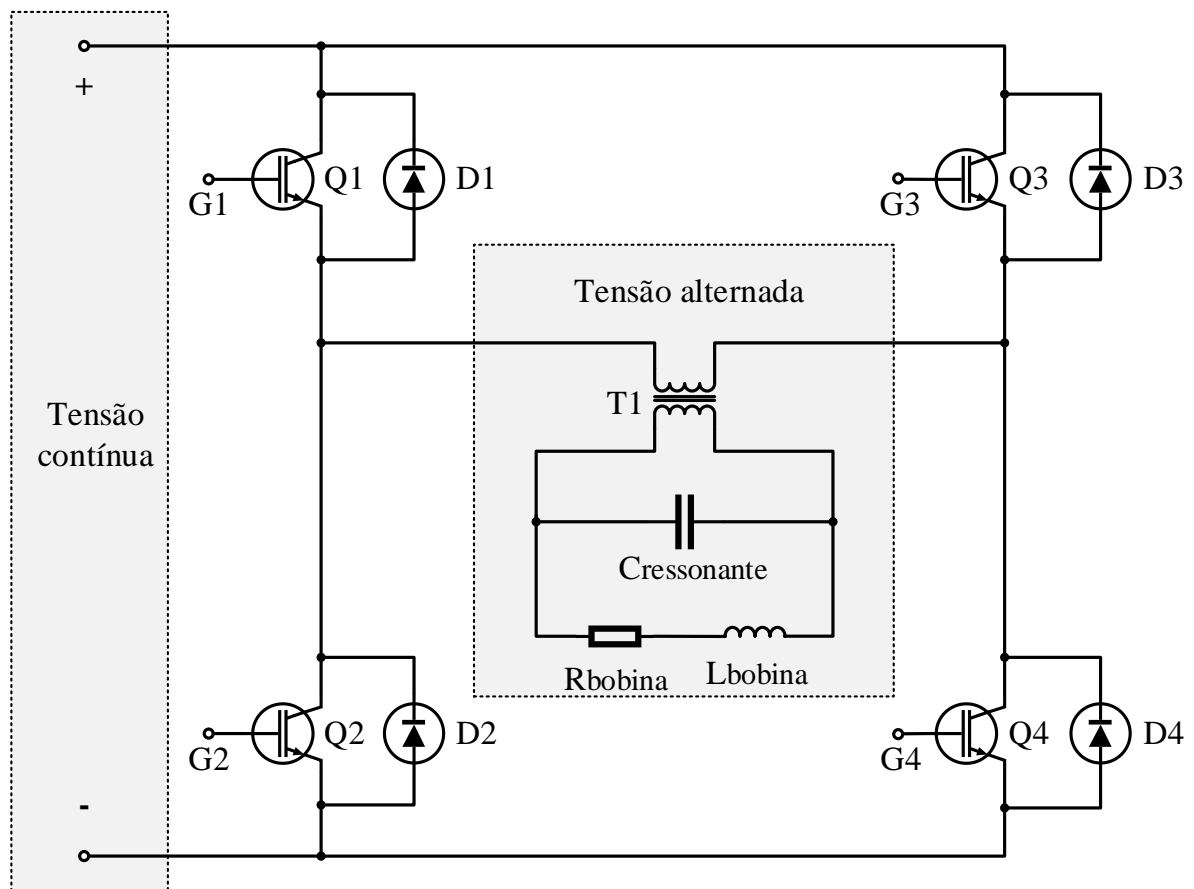 +
G1
Q1
D1
G3
Q3
D3
Tensão alternada
T1
Tensão
contínua
Cressonante
Rbobina
Lbobina
G2
Q2
D2
G4
Q4
D4
-